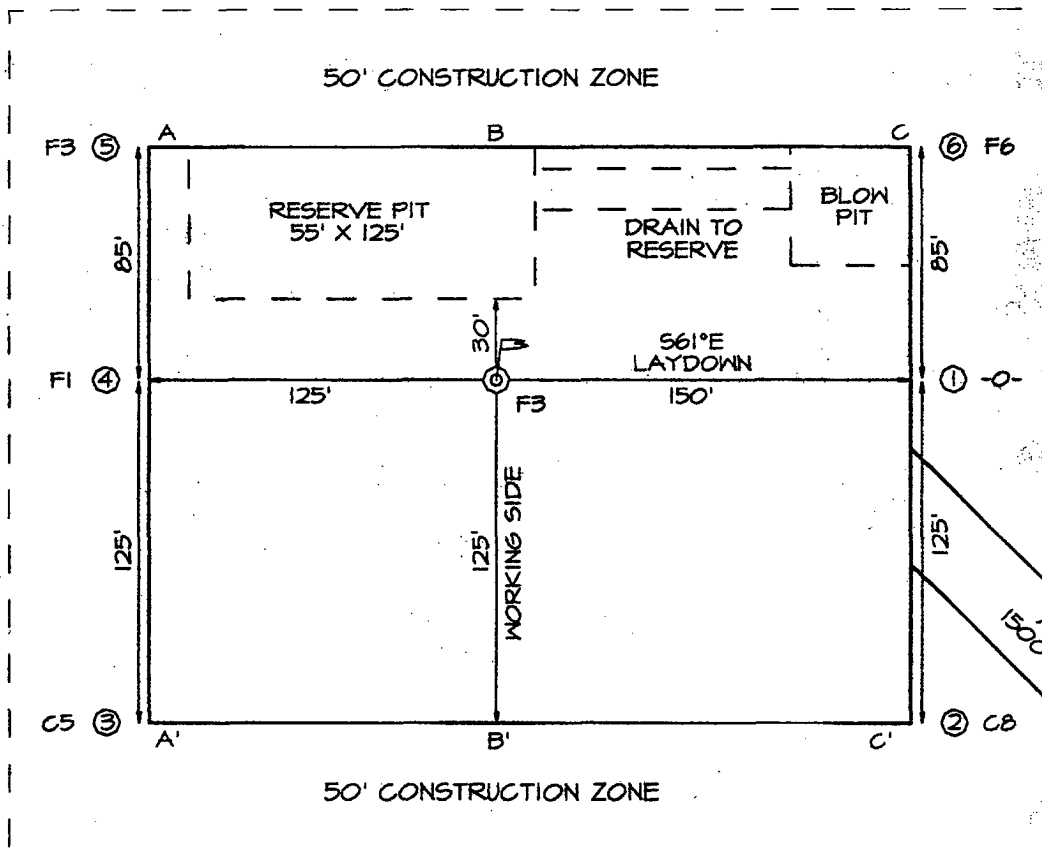 50' CONSTRUCTION ZONE
A
B
C
F3 ⑤
⑥ F6
RESERVE PIT
55' X 125'
BLOW
PIT
DRAIN TO
RESERVE
85'
85'
30'
S61°E
LAYDOWN
F1 ④
125'
F3
150'
① -0-
125'
125'
WORKING SIDE
125'
1500
C5 ③
② C8
A'
B'
C'
50' CONSTRUCTION ZONE